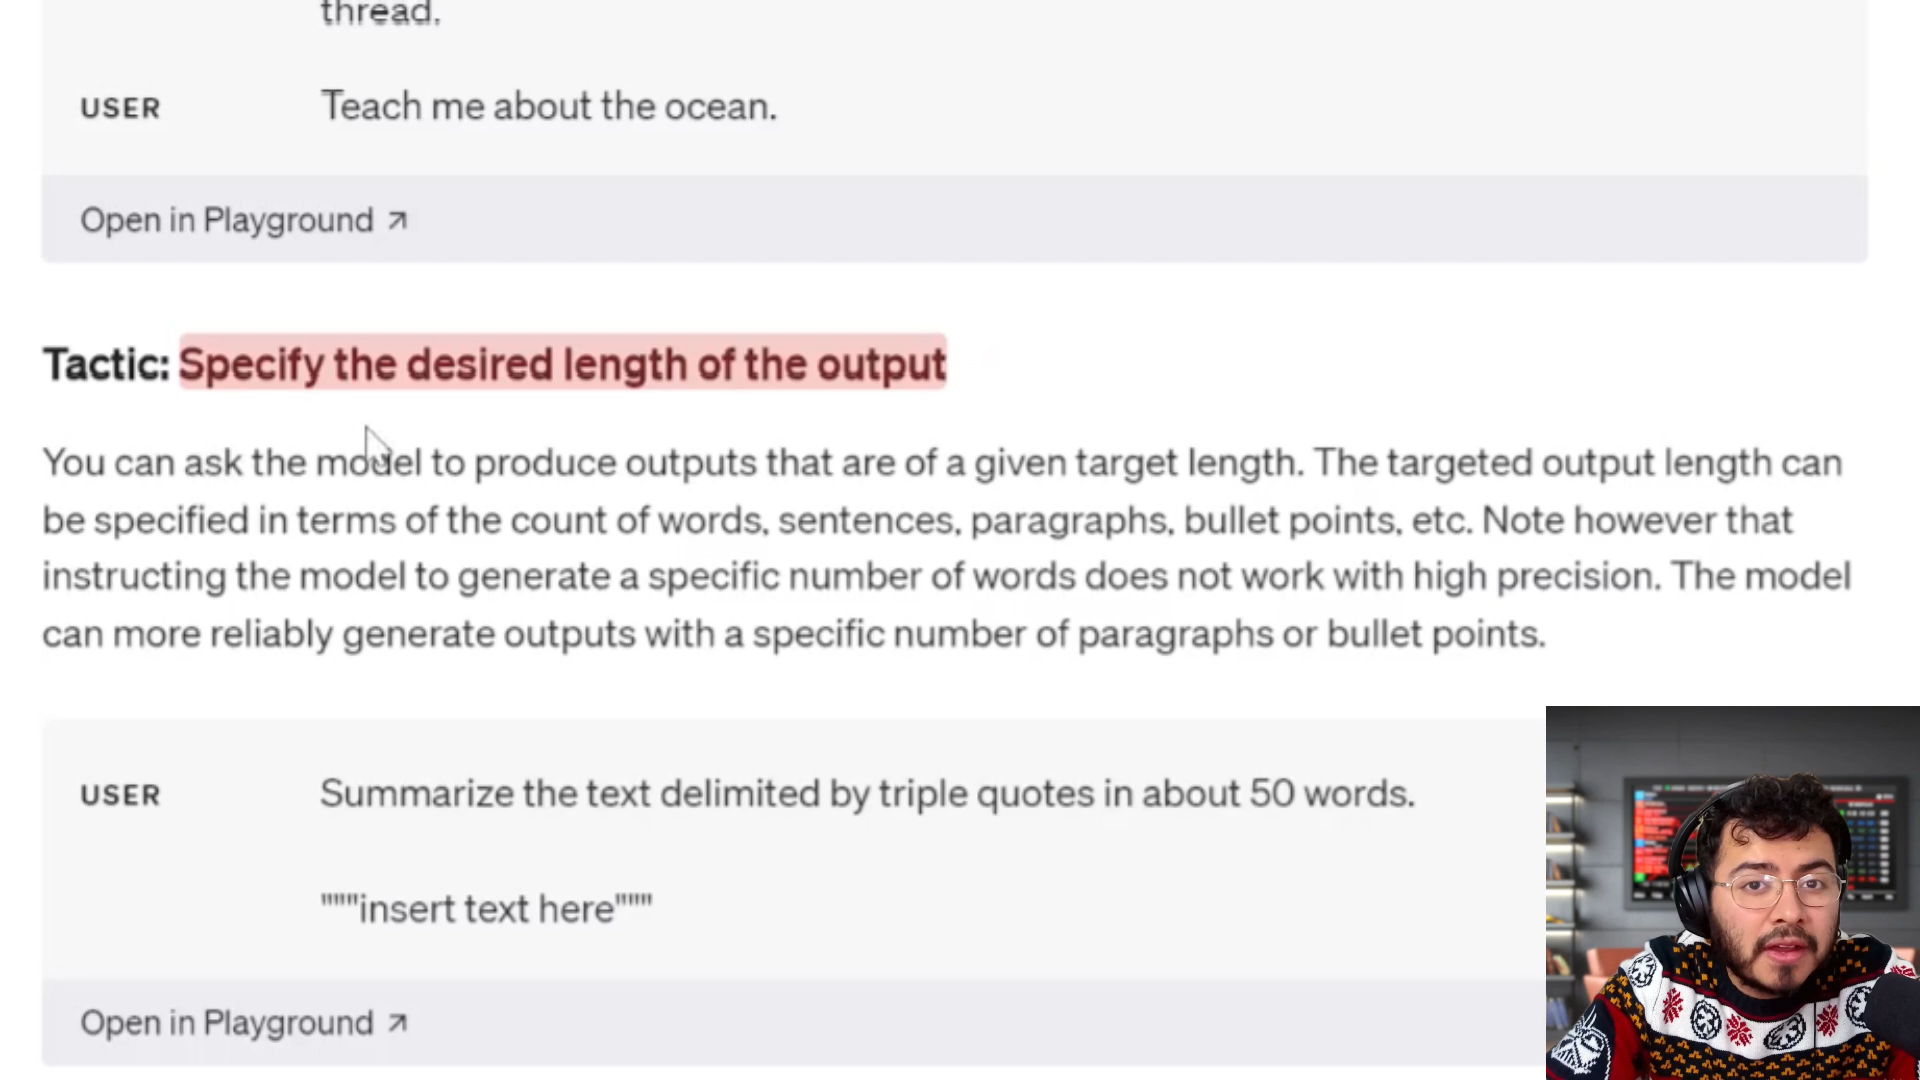 thread.
USER
Teach me about the ocean.
Open in Playground ↗
Tactic: Specify the desired length of the output
You can ask the model to produce outputs that are of a given target length. The targeted output length can
be specified in terms of the count of words, sentences, paragraphs, bullet points, etc. Note however that
instructing the model to generate a specific number of words does not work with high precision. The model
can more reliably generate outputs with a specific number of paragraphs or bullet points.
USER
Summarize the text delimited by triple quotes in about 50 words.
"""insert text here"""
Open in Playground ↗